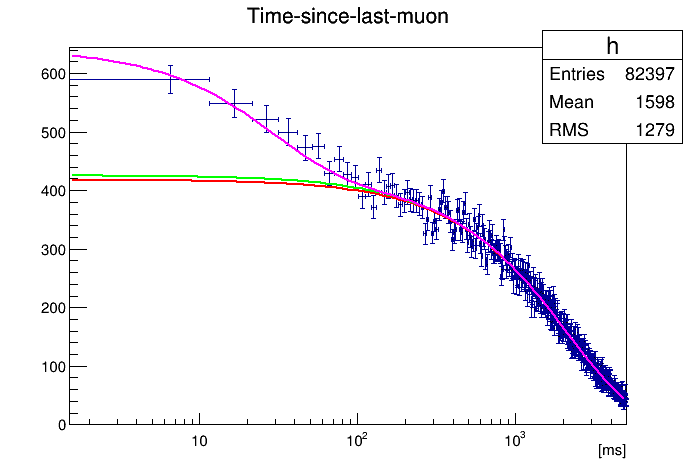 Time-since-last-muon
h
Entries 82397
Mean 1598
RMS 1279
600
500
400
300
200
100
0
10
10²
10³
[ms]